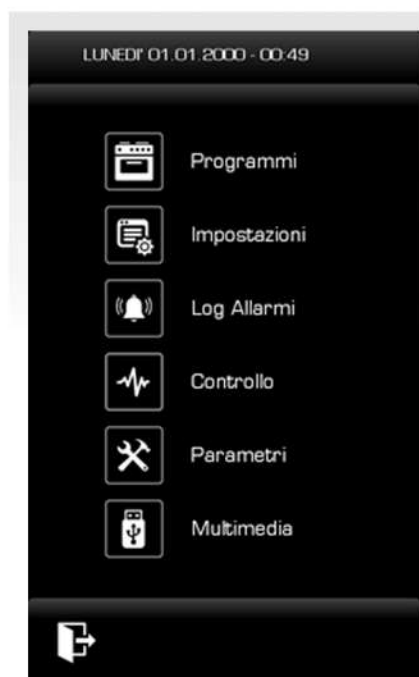 LUNEDI' 01.01.2000 - 00:49
Programmi
Impostazioni
Log Allarmi
Controllo
Parametri
Multimedia